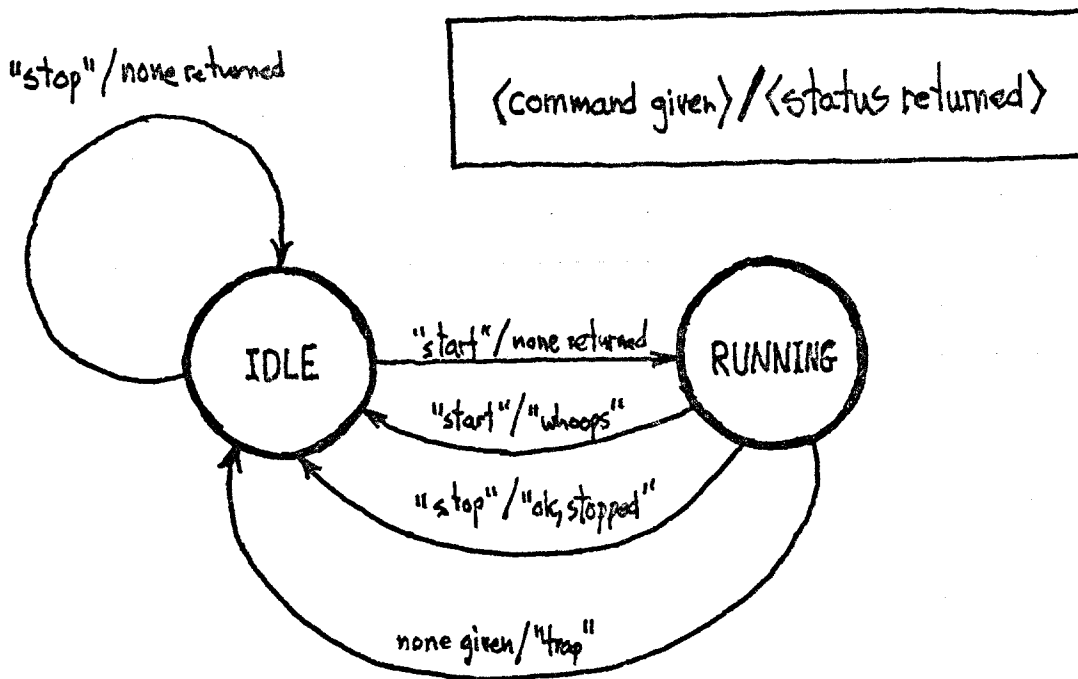 "stop"/none returned
<command given>/<status returned>
IDLE
"start"/none returned
RUNNING
"start"/"whoops"
"stop"/"ok, stopped"
none given/"trap"